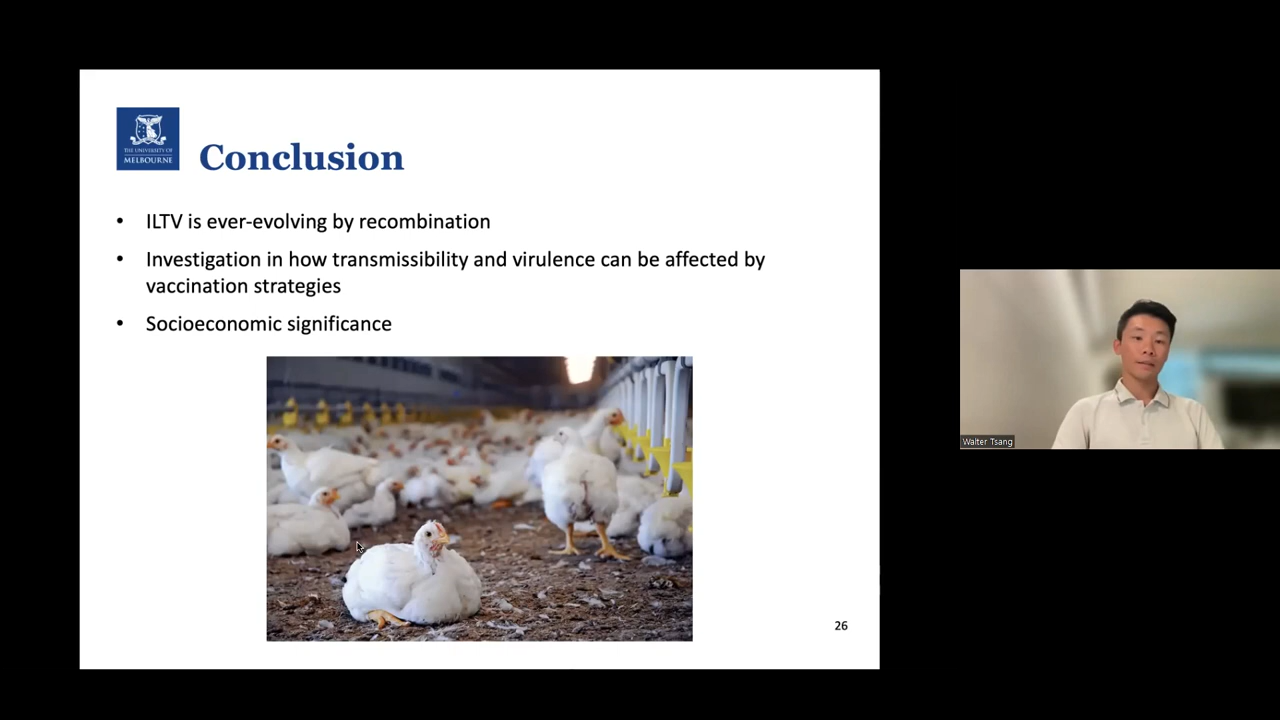 THE UNIVERSITY OF
MELBOURNE
Conclusion
• ILTV is ever-evolving by recombination
• Investigation in how transmissibility and virulence can be affected by
vaccination strategies
• Socioeconomic significance
26
Walter Tsang